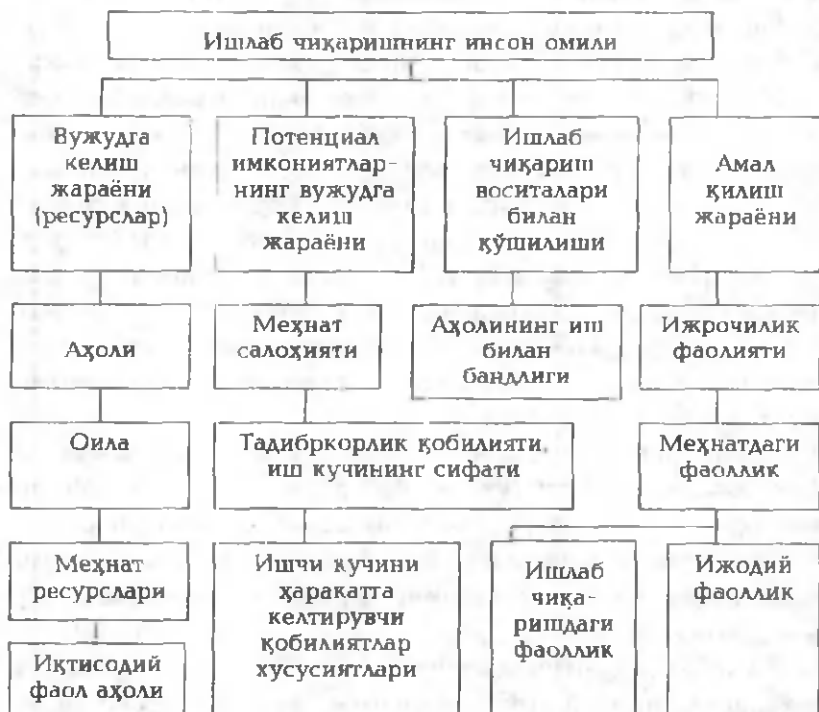 Ишлаб чиқаришнинг инсон омили
Вужудга
келиш
жараёни
(ресурслар)
Потенциал
имкониятлар-
нинг вужудга
келиш
жараёни
Ишлаб
чиқариш
воситалари
билан
қўшилиши
Амал
қилиш
жараёни
Аҳоли
Меҳнат
салоҳияти
Аҳолининг иш
билан
бандлиги
Ижрочилик
фаолияти
Оила
Тадибркорлик қобилияти,
иш кучининг сифати
Меҳнатдаги
фаоллик
Меҳнат
ресурслари
Ишчи кучини
ҳаракатга
келтирувчи
қобилиятлар
хусусиятлари
Ишлаб
чиқа-
ришдаги
фаоллик
Ижодий
фаоллик
Иқтисодий
фаол аҳоли